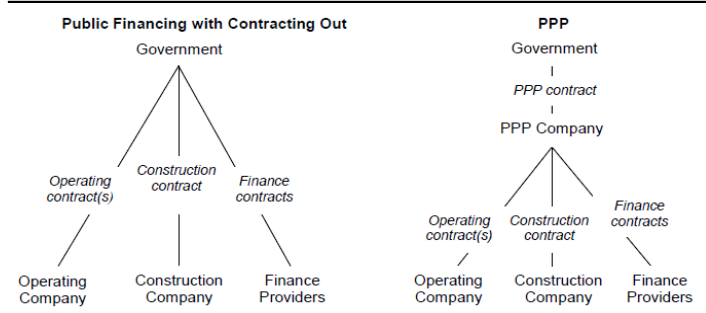 Public Financing with Contracting Out
Government
Operating
contract(s)
Construction
contract
Finance
contracts
Operating
Company
Construction
Company
Finance
Providers
PPP
Government
PPP contract
PPP Company
Operating
contract(s)
Construction
contract
Finance
contracts
Operating
Company
Construction
Company
Finance
Providers